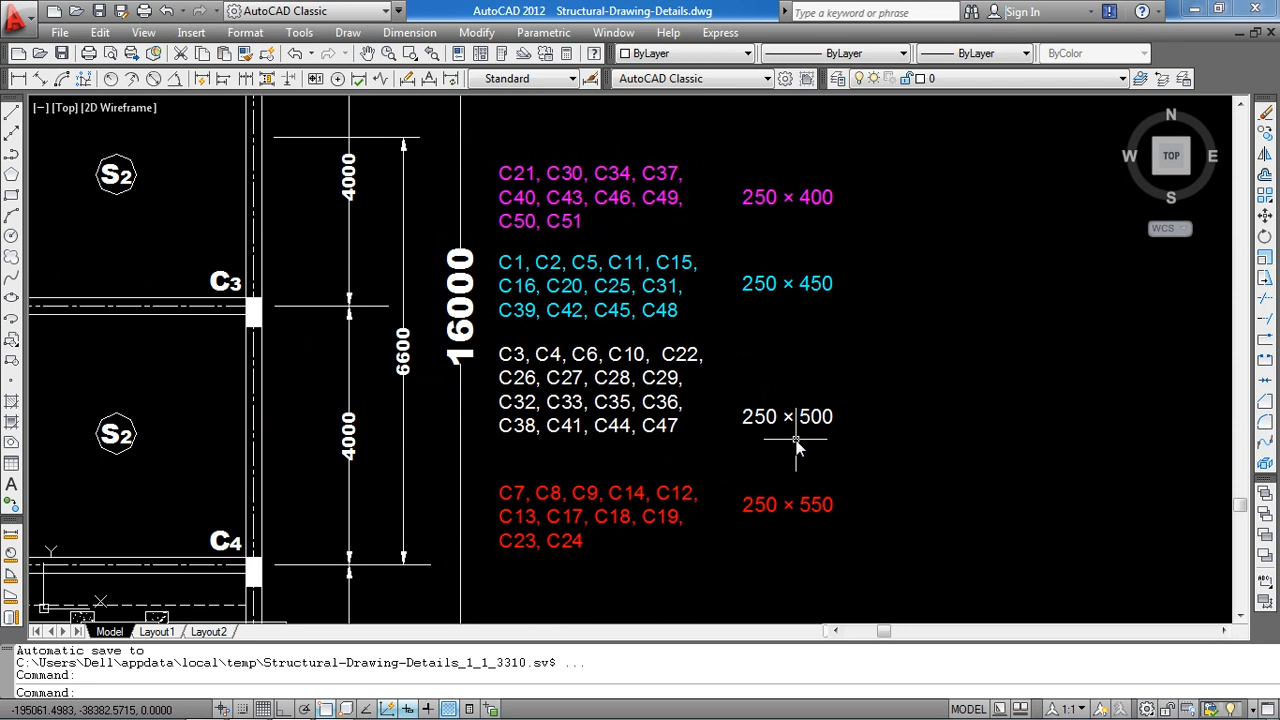 AutoCAD Classic
AutoCAD 2012 Structural-Drawing-Details.dwg
Type a keyword or phrase
Sign In
File Edit View Insert Format Tools Draw Dimension Modify Parametric Window Help Express
ByLayer ByLayer ByLayer ByColor
Standard AutoCAD Classic 0
[−] [Top] [2D Wireframe]
N
W TOP E
S
WCS
S2
4000
C21, C30, C34, C37,
C40, C43, C46, C49,
C50, C51
250 × 400
C3
16000
C1, C2, C5, C11, C15,
C16, C20, C25, C31,
C39, C42, C45, C48
250 × 450
6600
C3, C4, C6, C10, C22,
C26, C27, C28, C29,
C32, C33, C35, C36,
C38, C41, C44, C47
250 × 500
S2
4000
C7, C8, C9, C14, C12,
C13, C17, C18, C19,
C23, C24
250 × 550
C4
Y
X
Model Layout1 Layout2
Automatic save to
C:\Users\Dell\appdata\local\temp\Structural-Drawing-Details_1_1_3310.sv$ ...
Command:
Command:
-195061.4983, -38382.5715, 0.0000
MODEL
1:1